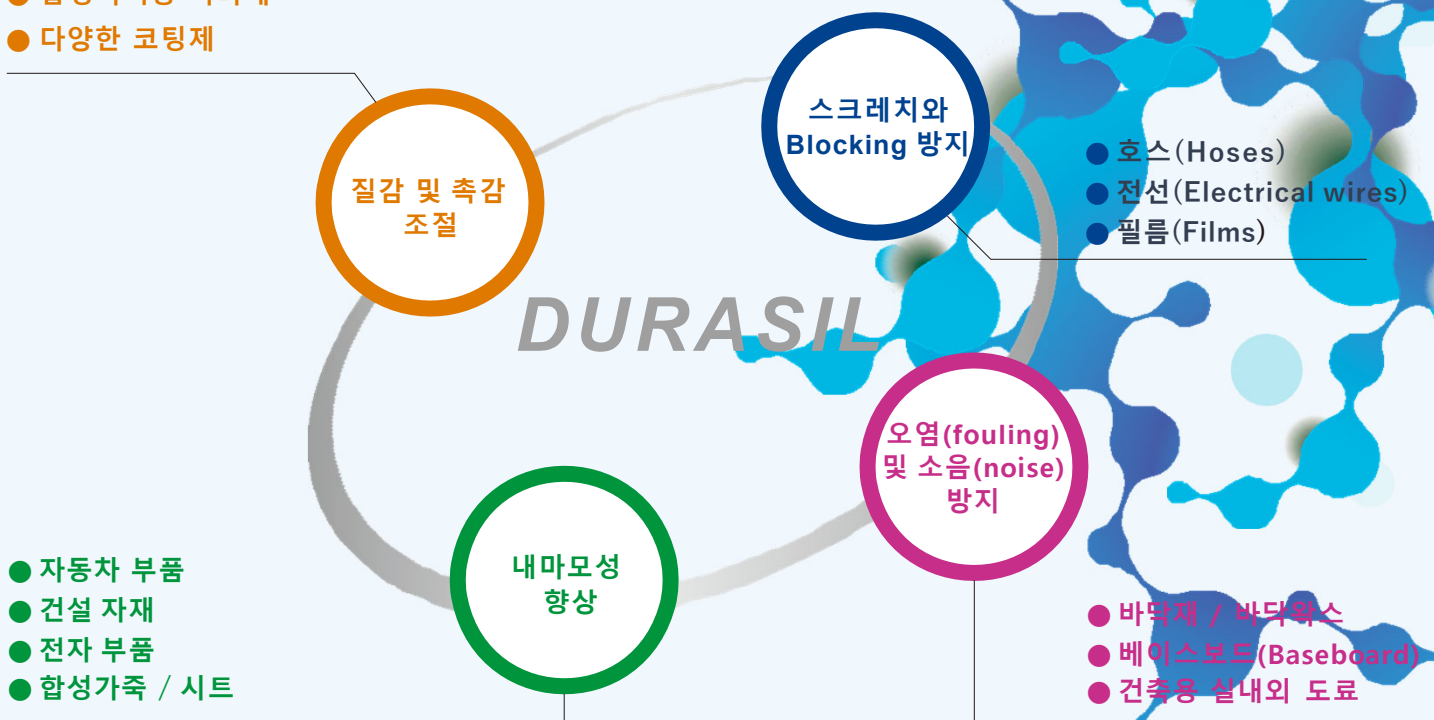 ● 다양한 코팅제
스크레치와
Blocking 방지
● 호스(Hoses)
● 전선(Electrical wires)
● 필름(Films)
질감 및 촉감
조절
DURASIL
오염(fouling)
및 소음(noise)
방지
내마모성
향상
● 자동차 부품
● 건설 자재
● 전자 부품
● 합성가죽 / 시트
● 바닥재 / 바닥왁스
● 베이스보드(Baseboard)
● 건축용 실내외 도료